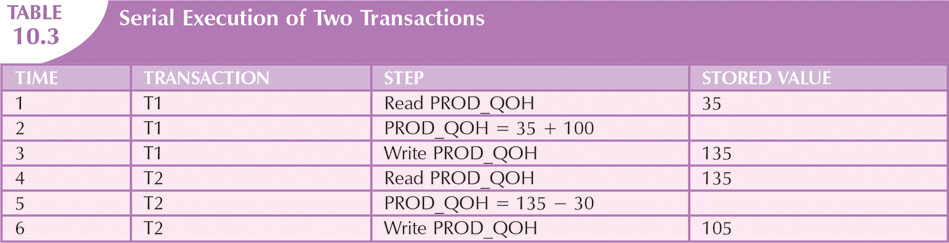 TABLE
10.3
Serial Execution of Two Transactions
TIME TRANSACTION STEP STORED VALUE
1 T1 Read PROD_QOH 35
2 T1 PROD_QOH = 35 + 100
3 T1 Write PROD_QOH 135
4 T2 Read PROD_QOH 135
5 T2 PROD_QOH = 135 − 30
6 T2 Write PROD_QOH 105